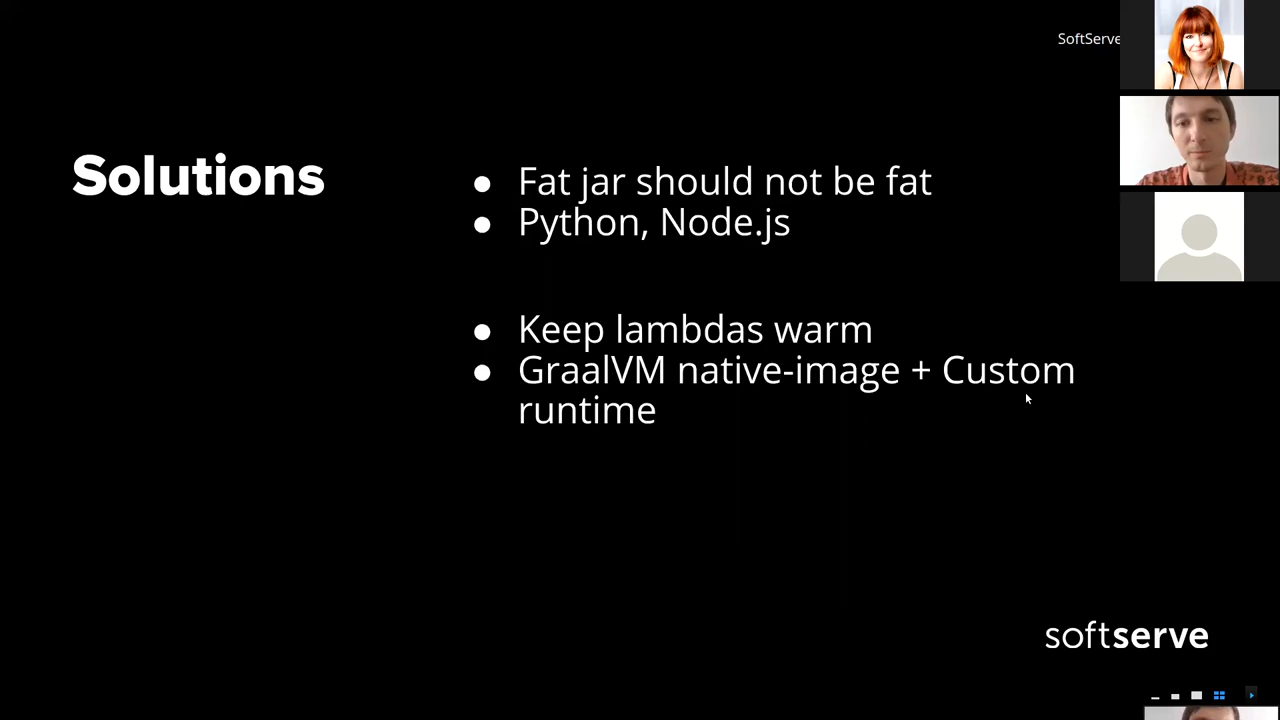 SoftServe
Solutions
● Fat jar should not be fat
● Python, Node.js
● Keep lambdas warm
● GraalVM native-image + Custom
runtime
softserve